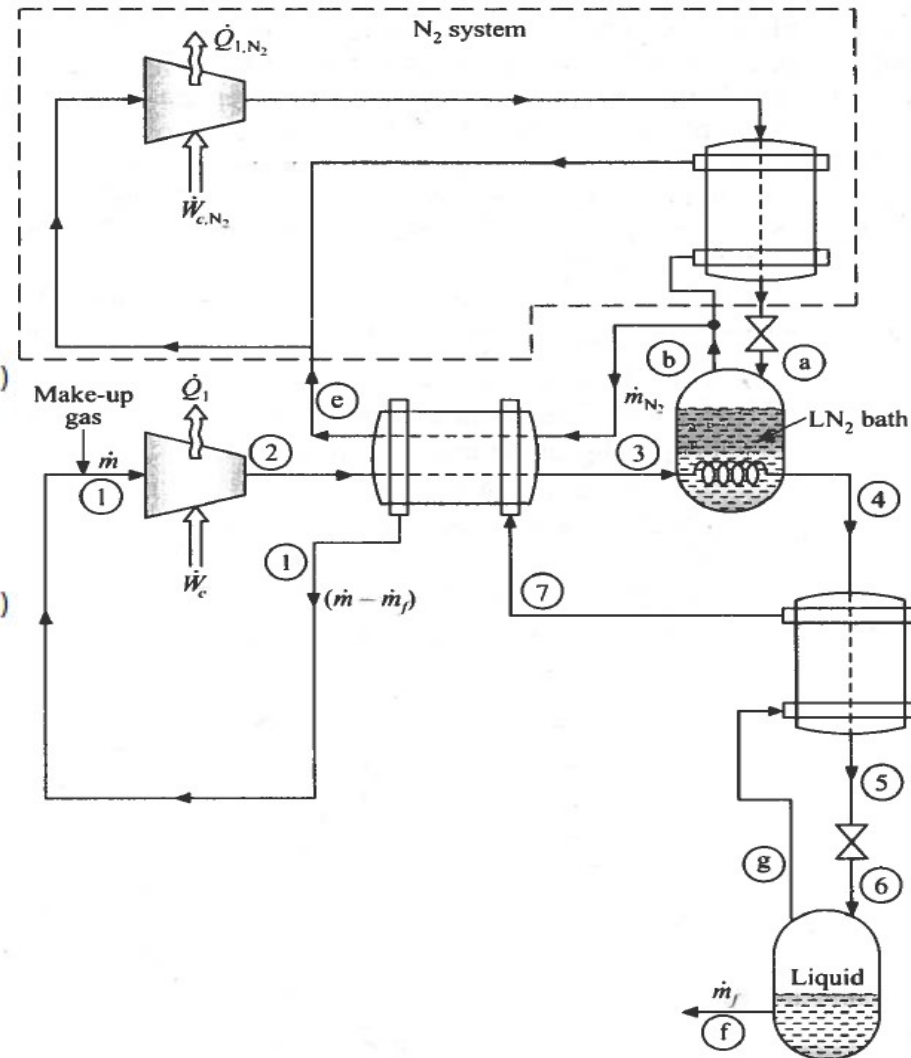 N₂ system
Q̇₁,N₂
Ẇc,N₂
b
a
)
Make-up
gas
Q̇₁
e
ṁN₂
LN₂ bath
ṁ
2
3
1
4
1
7
Ẇc
(ṁ − ṁf)
)
5
g
6
Liquid
ṁf
f